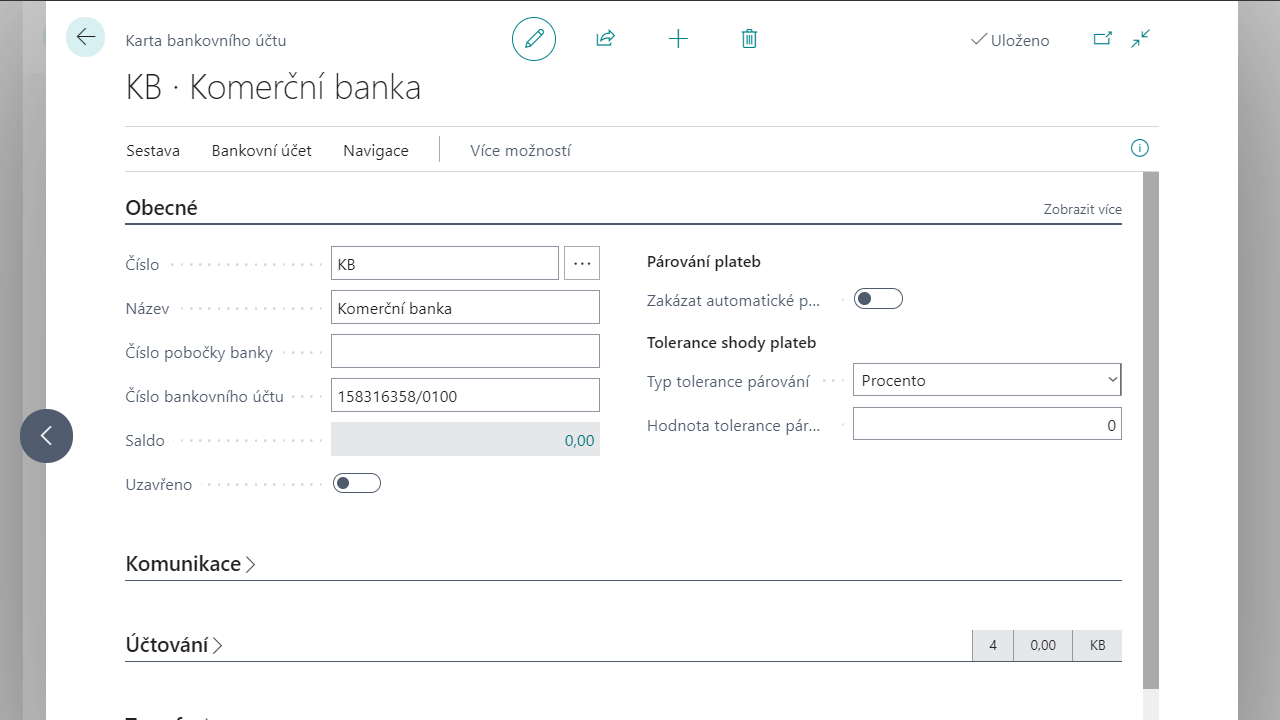 Karta bankovního účtu
Uloženo
KB · Komerční banka
Sestava Bankovní účet Navigace Více možností
Obecné
Zobrazit více
Číslo KB ...
Název Komerční banka
Číslo pobočky banky
Číslo bankovního účtu 158316358/0100
Saldo 0,00
Uzavřeno
Párování plateb
Zakázat automatické p...
Tolerance shody plateb
Typ tolerance párování Procento
Hodnota tolerance pár... 0
Komunikace
Účtování 4 0,00 KB